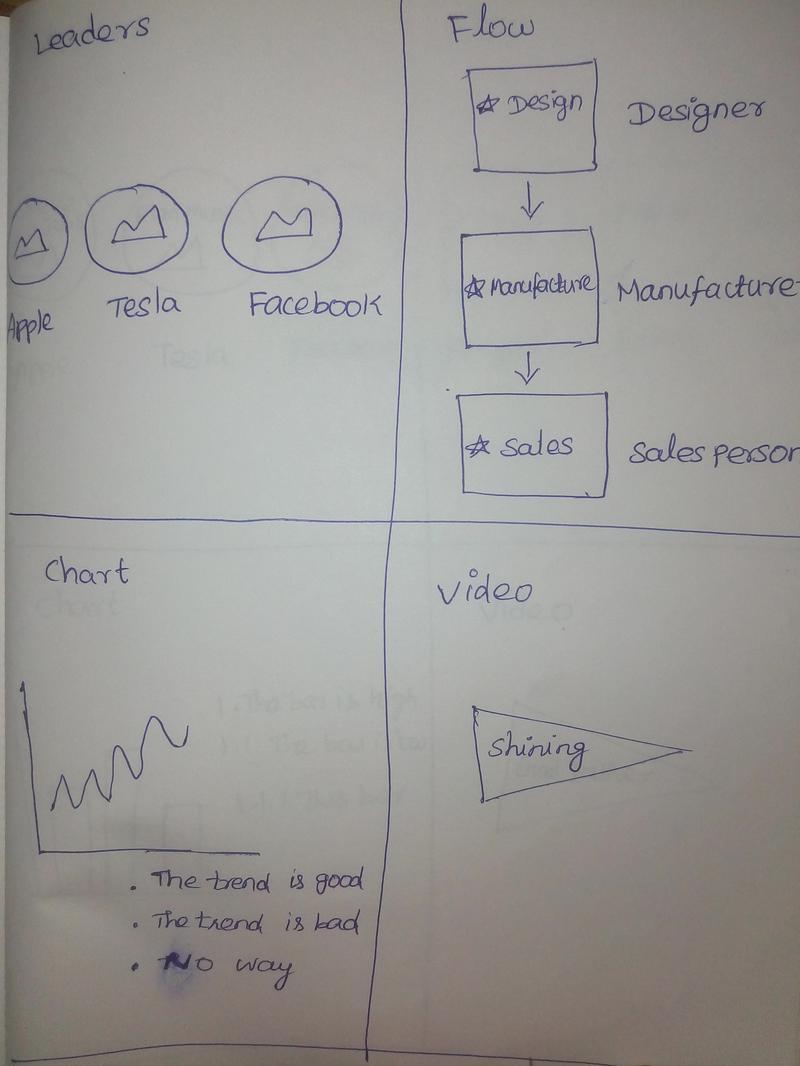 Leaders
Apple
Tesla
Facebook
Flow
Design
Designer
Manufacture
Manufacture
Sales
Sales person
Chart
. The trend is good
. The trend is bad
. No way
Video
Shining